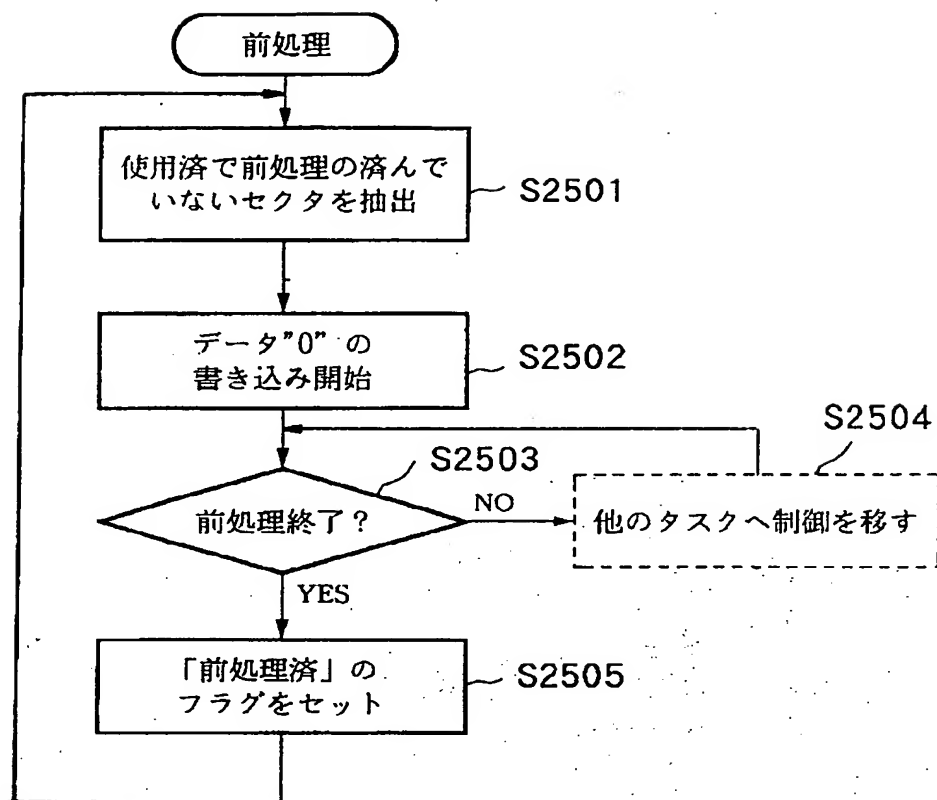 前処理
使用済で前処理の済んで
いないセクタを抽出
S2501
データ"0"の
書き込み開始
S2502
S2503
S2504
前処理終了?
NO
他のタスクへ制御を移す
YES
「前処理済」の
フラグをセット
S2505